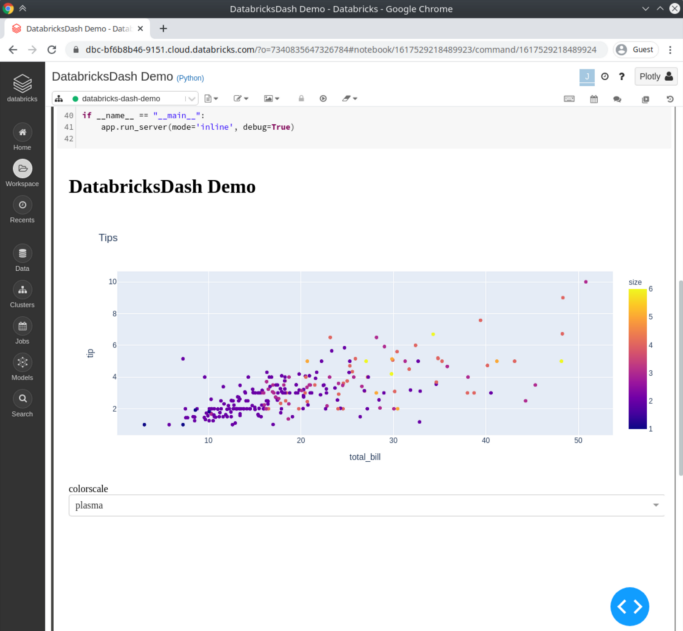 DatabricksDash Demo - Databricks - Google Chrome
DatabricksDash Demo - Data
dbc-bf6b8b46-9151.cloud.databricks.com/?o=7340835647326784#notebook/1617529218489923/command/1617529218489924
Guest
databricks
DatabricksDash Demo (Python)
J
?
Plotly
databricks-dash-demo
Home
Workspace
Recents
Data
Clusters
Jobs
Models
Search
40 if __name__ == "__main__":
41 app.run_server(mode='inline', debug=True)
42
DatabricksDash Demo
Tips
size
10
8
6
4
2
tip
10 20 30 40 50
total_bill
6
5
4
3
2
1
colorscale
plasma